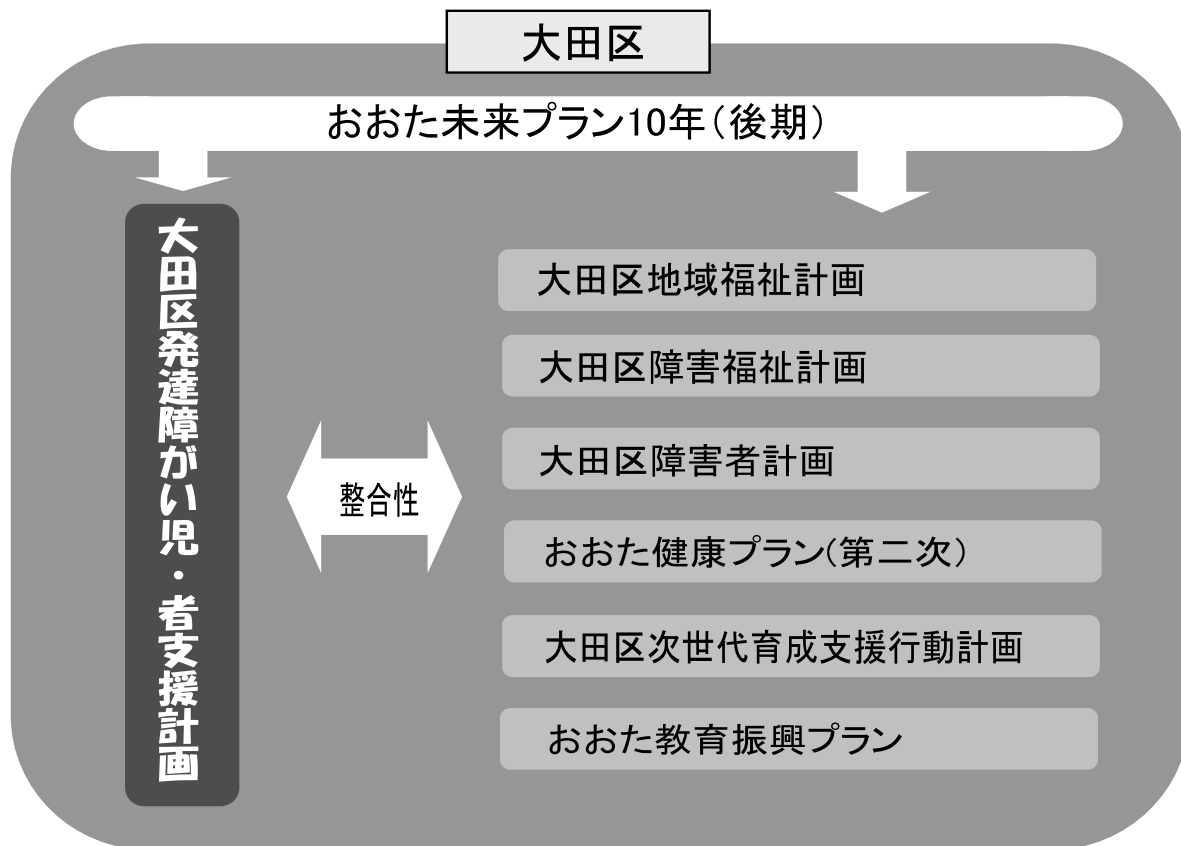 大田区
おおた未来プラン10年（後期）
大田区発達障がい児・者支援計画
整合性
大田区地域福祉計画
大田区障害福祉計画
大田区障害者計画
おおた健康プラン(第二次）
大田区次世代育成支援行動計画
おおた教育振興プラン